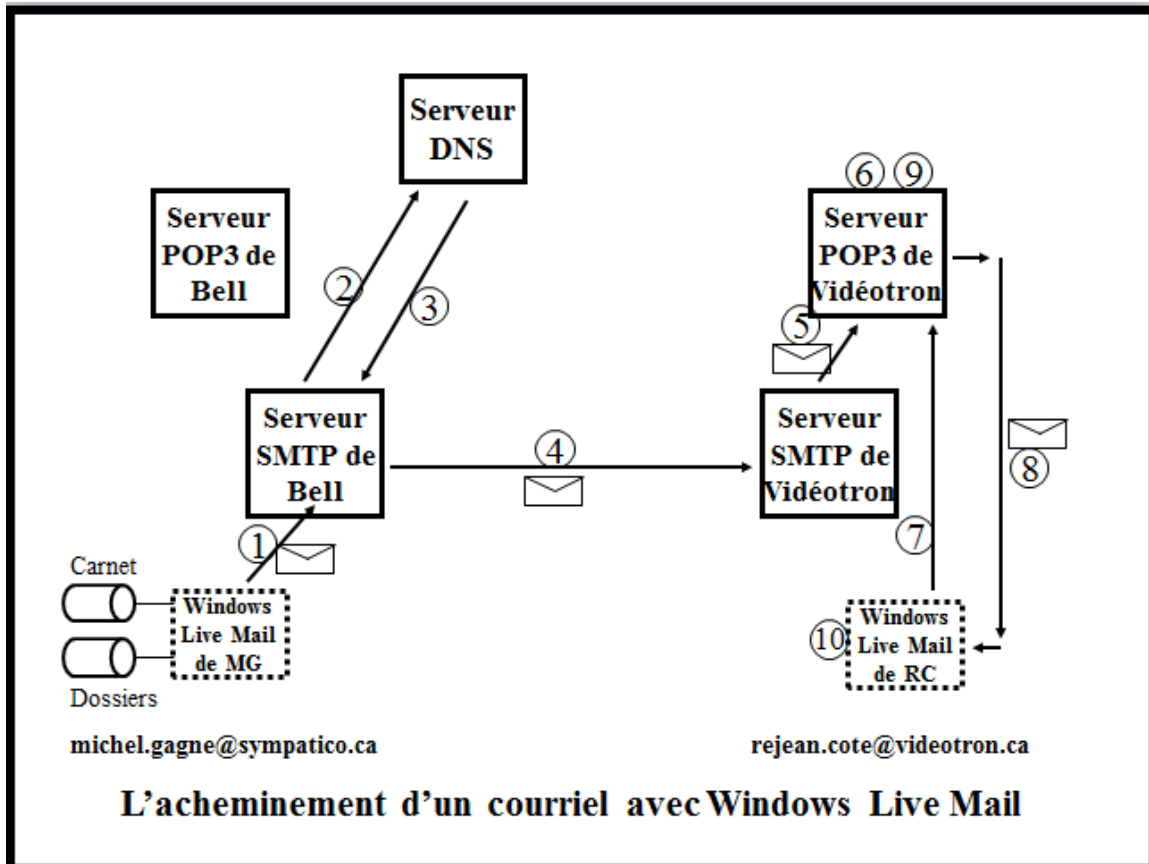 Serveur
DNS
Serveur
POP3 de
Bell
2
3
6
9
Serveur
POP3 de
Vidéotron
5
Serveur
SMTP de
Bell
4
Serveur
SMTP de
Vidéotron
8
1
7
Carnet
Windows
Live Mail
de MG
Dossiers
10
Windows
Live Mail
de RC
michel.gagne@sympatico.ca
rejean.cote@videotron.ca
L’acheminement d’un courriel avec Windows Live Mail